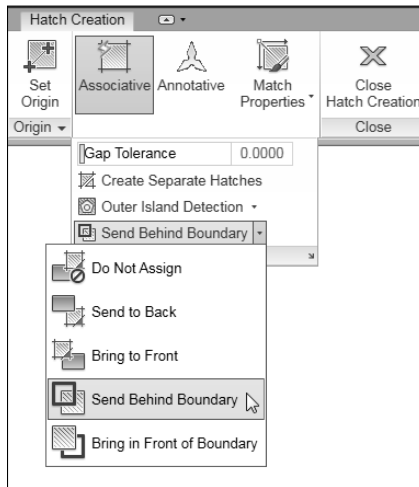 Hatch Creation
Set Origin
Associative
Annotative
Match Properties
Close Hatch Creation
Origin
Close
Gap Tolerance 0.0000
Create Separate Hatches
Outer Island Detection
Send Behind Boundary
Do Not Assign
Send to Back
Bring to Front
Send Behind Boundary
Bring in Front of Boundary